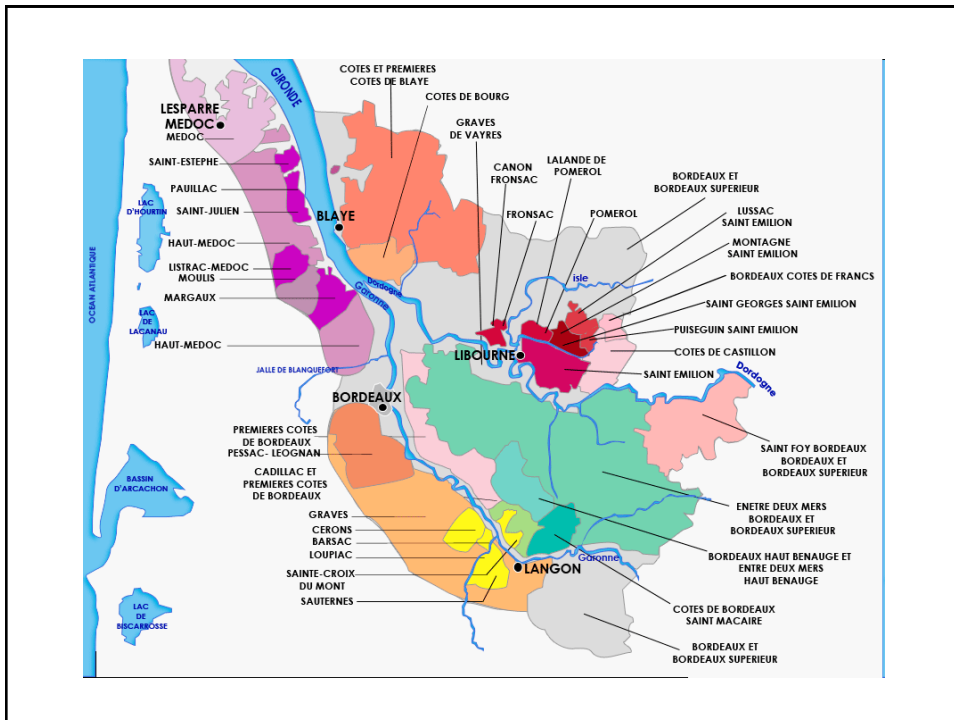 COTES ET PREMIERES
COTES DE BLAYE
GIRONDE
COTES DE BOURG
LESPARRE
MEDOC
MEDOC
GRAVES
DE VAYRES
SAINT-ESTEPHE
CANON
FRONSAC
LALANDE DE
POMEROL
BORDEAUX ET
BORDEAUX SUPERIEUR
PAUILLAC
LAC
D'HOURTIN
SAINT-JULIEN
BLAYE
FRONSAC
POMEROL
LUSSAC
SAINT EMILION
HAUT-MEDOC
MONTAGNE
SAINT EMILION
LISTRAC-MEDOC
MOULIS
isle
BORDEAUX COTES DE FRANCS
OCEAN ATLANTIQUE
Dordogne
Garonne
MARGAUX
SAINT GEORGES SAINT EMILION
LAC
DE
LACANAU
PUISEGUIN SAINT EMILION
HAUT-MEDOC
LIBOURNE
COTES DE CASTILLON
JALLE DE BLANQUEFORT
SAINT EMILION
Dordogne
BORDEAUX
PREMIERES COTES
DE BORDEAUX
PESSAC- LEOGNAN
SAINT FOY BORDEAUX
BORDEAUX ET
BORDEAUX SUPERIEUR
CADILLAC ET
PREMIERES COTES
DE BORDEAUX
BASSIN
D'ARCACHON
ENETRE DEUX MERS
BORDEAUX ET
BORDEAUX SUPERIEUR
GRAVES
CERONS
BARSAC
LOUPIAC
Garonne
BORDEAUX HAUT BENAUGE ET
ENTRE DEUX MERS
HAUT BENAUGE
LANGON
SAINTE-CROIX
DU MONT
SAUTERNES
LAC
DE
BISCARROSSE
COTES DE BORDEAUX
SAINT MACAIRE
BORDEAUX ET
BORDEAUX SUPERIEUR